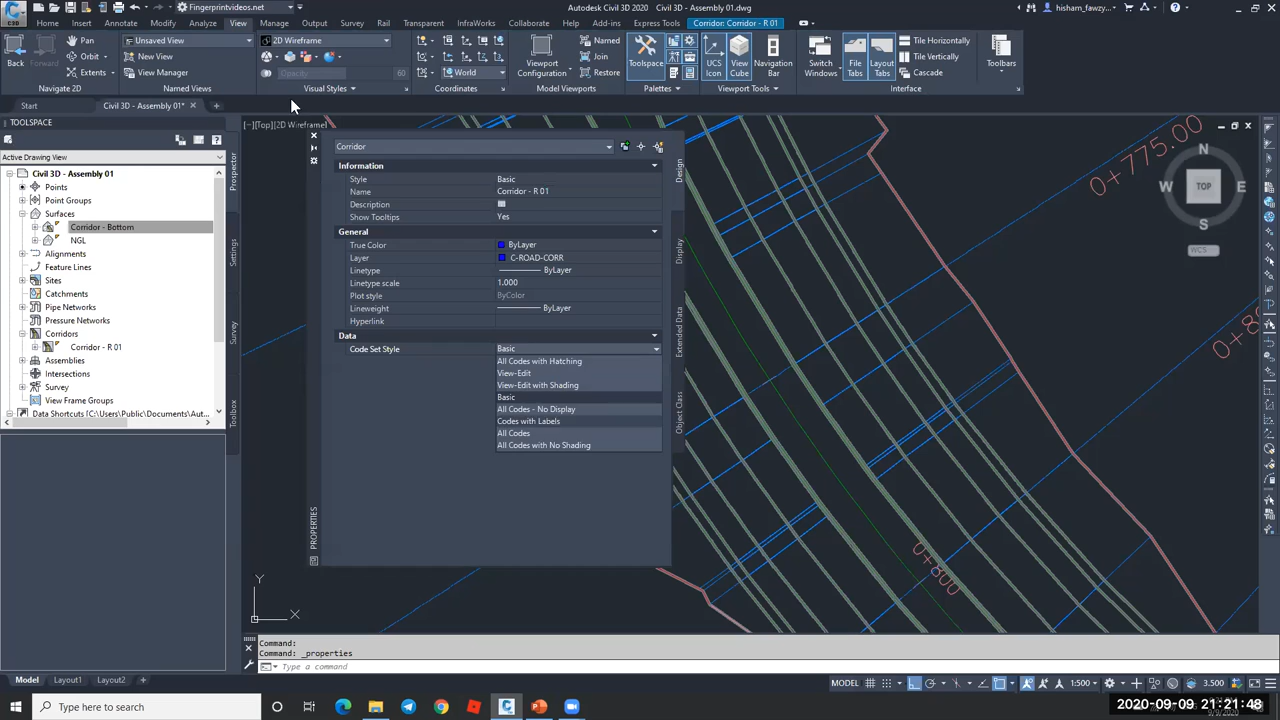 Fingerprintvideos.net
Autodesk Civil 3D 2020   Civil 3D - Assembly 01.dwg
hisham_fawzy...
Home Insert Annotate Modify Analyze View Manage Output Survey Rail Transparent InfraWorks Collaborate Help Add-ins Express Tools Corridor: Corridor - R 01
Pan
Orbit
Extents
Back
Forward
Navigate 2D
Unsaved View
New View
View Manager
Named Views
2D Wireframe
Opacity 60
Visual Styles
World
Coordinates
Viewport
Configuration
Named
Join
Restore
Model Viewports
Toolspace
Palettes
UCS
Icon
View
Cube
Navigation
Bar
Viewport Tools
Switch
Windows
File
Tabs
Layout
Tabs
Tile Horizontally
Tile Vertically
Cascade
Interface
Toolbars
Start
Civil 3D - Assembly 01*
TOOLSPACE
Active Drawing View
Civil 3D - Assembly 01
Points
Point Groups
Surfaces
Corridor - Bottom
NGL
Alignments
Feature Lines
Sites
Catchments
Pipe Networks
Pressure Networks
Corridors
Corridor - R 01
Assemblies
Intersections
Survey
View Frame Groups
Data Shortcuts [C:\Users\Public\Documents\Aut...
Prospector
Settings
Survey
Toolbox
[−][Top][2D Wireframe]
Corridor
Information
Style Basic
Name Corridor - R 01
Description
Show Tooltips Yes
General
True Color ByLayer
Layer C-ROAD-CORR
Linetype ByLayer
Linetype scale 1.000
Plot style ByColor
Lineweight ByLayer
Hyperlink
Data
Code Set Style Basic
All Codes with Hatching
View-Edit
View-Edit with Shading
Basic
All Codes - No Display
Codes with Labels
All Codes
All Codes with No Shading
PROPERTIES
Design
Display
Extended Data
Object Class
0+775.00
0+800
N
W TOP E
S
WCS
Y
X
Command:
Command: _properties
Type a command
Model Layout1 Layout2
MODEL 1:500 3.500
Type here to search
2020-09-09 21:21:48